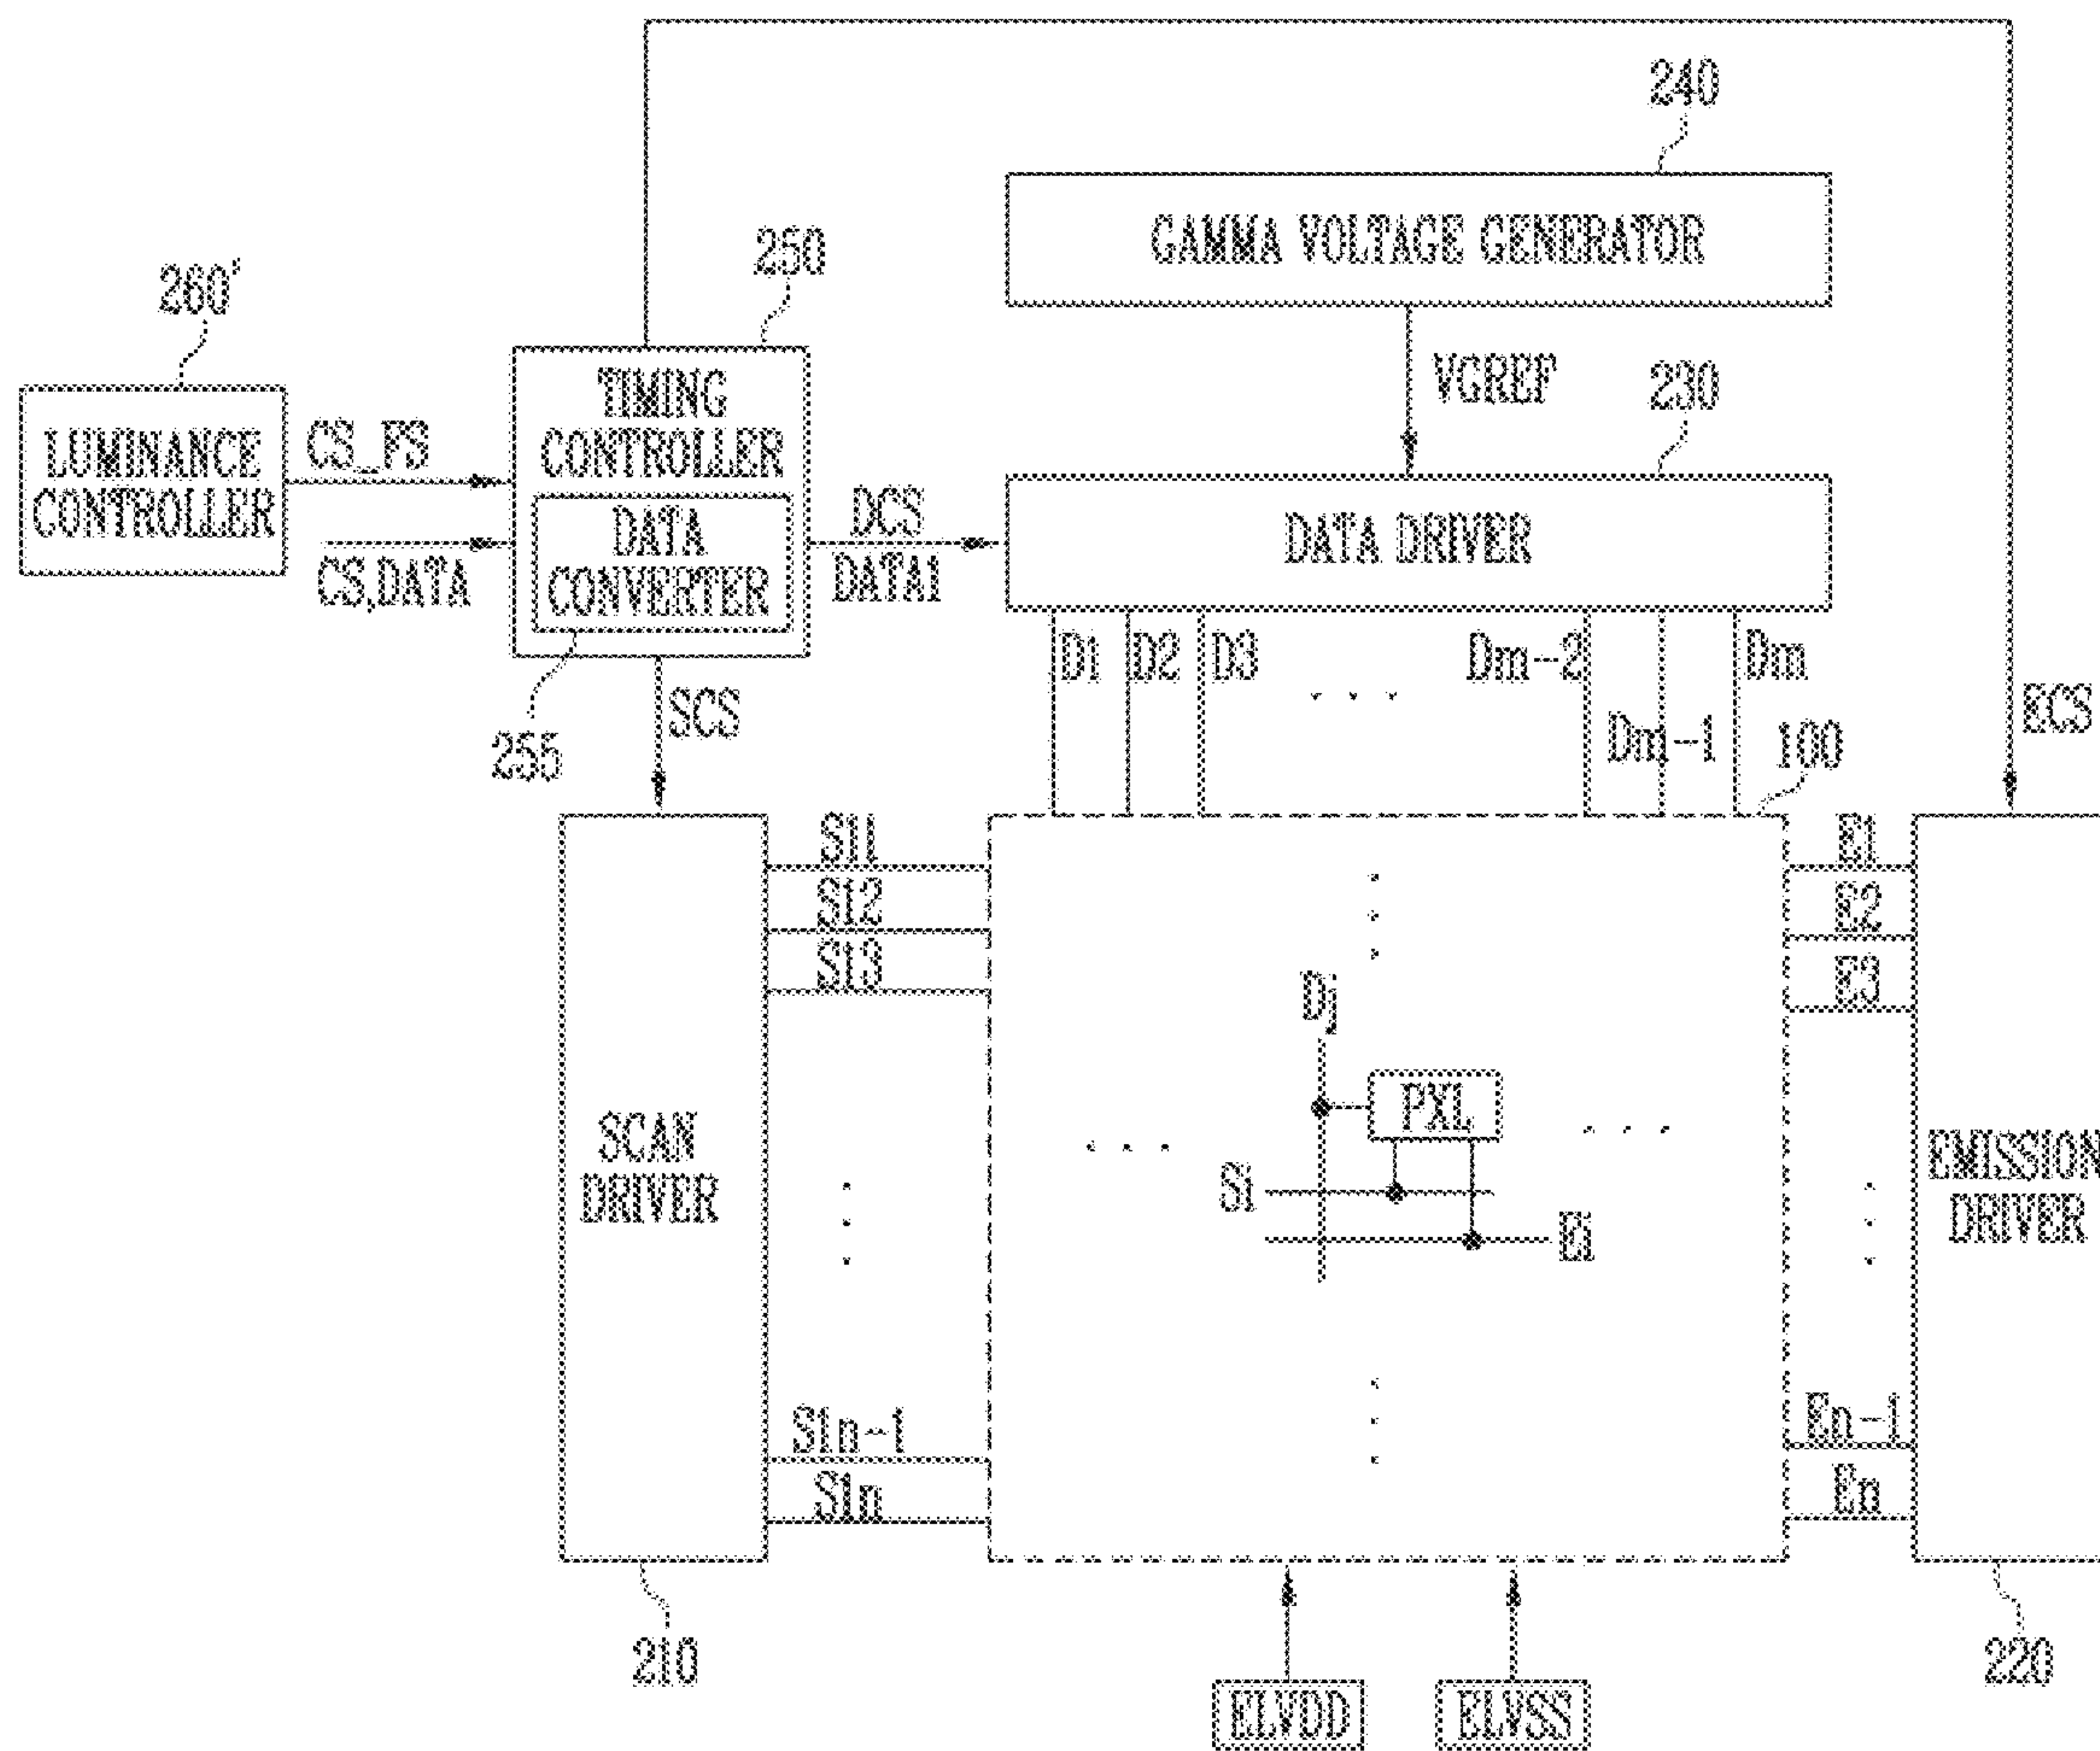 240
GAMMA VOLTAGE GENERATOR
250
260'
VGREF
230
TIMING
CONTROLLER
LUMINANCE
CONTROLLER
CS_FS
DATA
CONVERTER
CS,DATA
DCS
DATA1
DATA DRIVER
D1
D2
D3
. . .
Dm-2
Dm-1
Dm
ECS
SCS
255
100
S11
S12
S13
E1
E2
E3
Dj
PXL
Si
Ei
SCAN
DRIVER
EMISSION
DRIVER
S1n-1
S1n
En-1
En
210
220
ELVDD
ELVSS